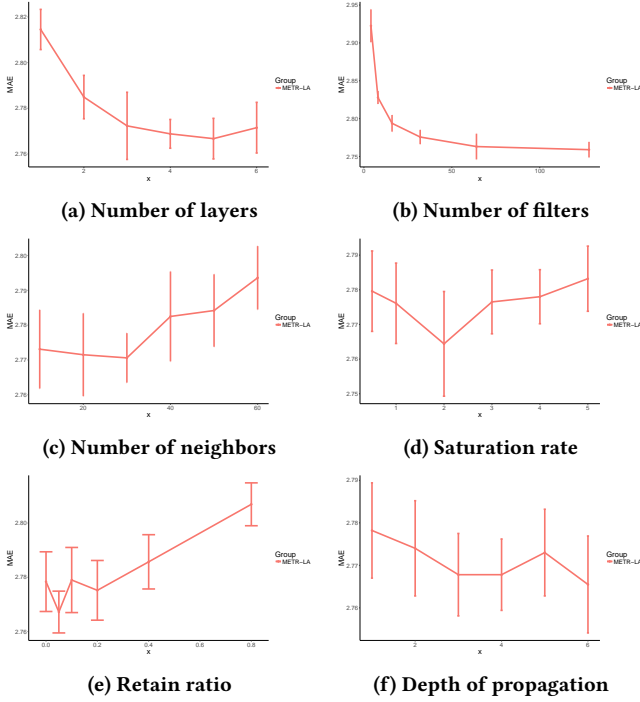 2.82
2.80
2.78
2.76
MAE
2
4
6
x
Group
METR-LA
(a) Number of layers
2.95
2.90
2.85
2.80
2.75
MAE
0
50
100
x
Group
METR-LA
(b) Number of filters
2.80
2.79
2.78
2.77
2.76
MAE
20
40
60
x
Group
METR-LA
(c) Number of neighbors
2.79
2.78
2.77
2.76
2.75
MAE
1
2
3
4
5
x
Group
METR-LA
(d) Saturation rate
2.80
2.78
2.76
MAE
0.0
0.2
0.4
0.6
0.8
x
Group
METR-LA
(e) Retain ratio
2.79
2.78
2.77
2.76
MAE
2
4
6
x
Group
METR-LA
(f) Depth of propagation